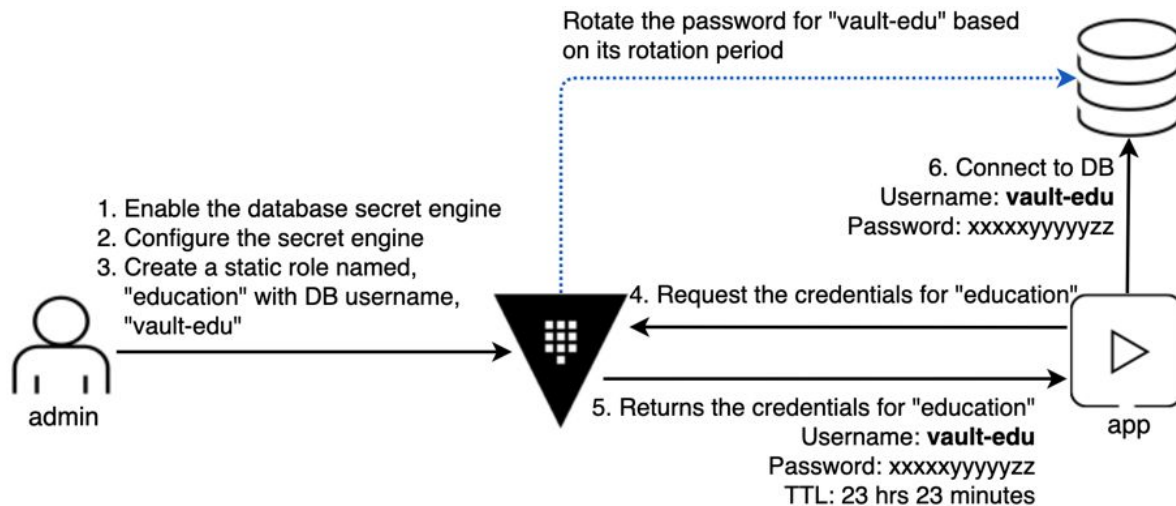 Rotate the password for "vault-edu" based
on its rotation period
1. Enable the database secret engine
2. Configure the secret engine
3. Create a static role named,
"education" with DB username,
"vault-edu"
admin
4. Request the credentials for "education"
5. Returns the credentials for "education"
Username: vault-edu
Password: xxxxxyyyyyzz
TTL: 23 hrs 23 minutes
6. Connect to DB
Username: vault-edu
Password: xxxxxyyyyyzz
app